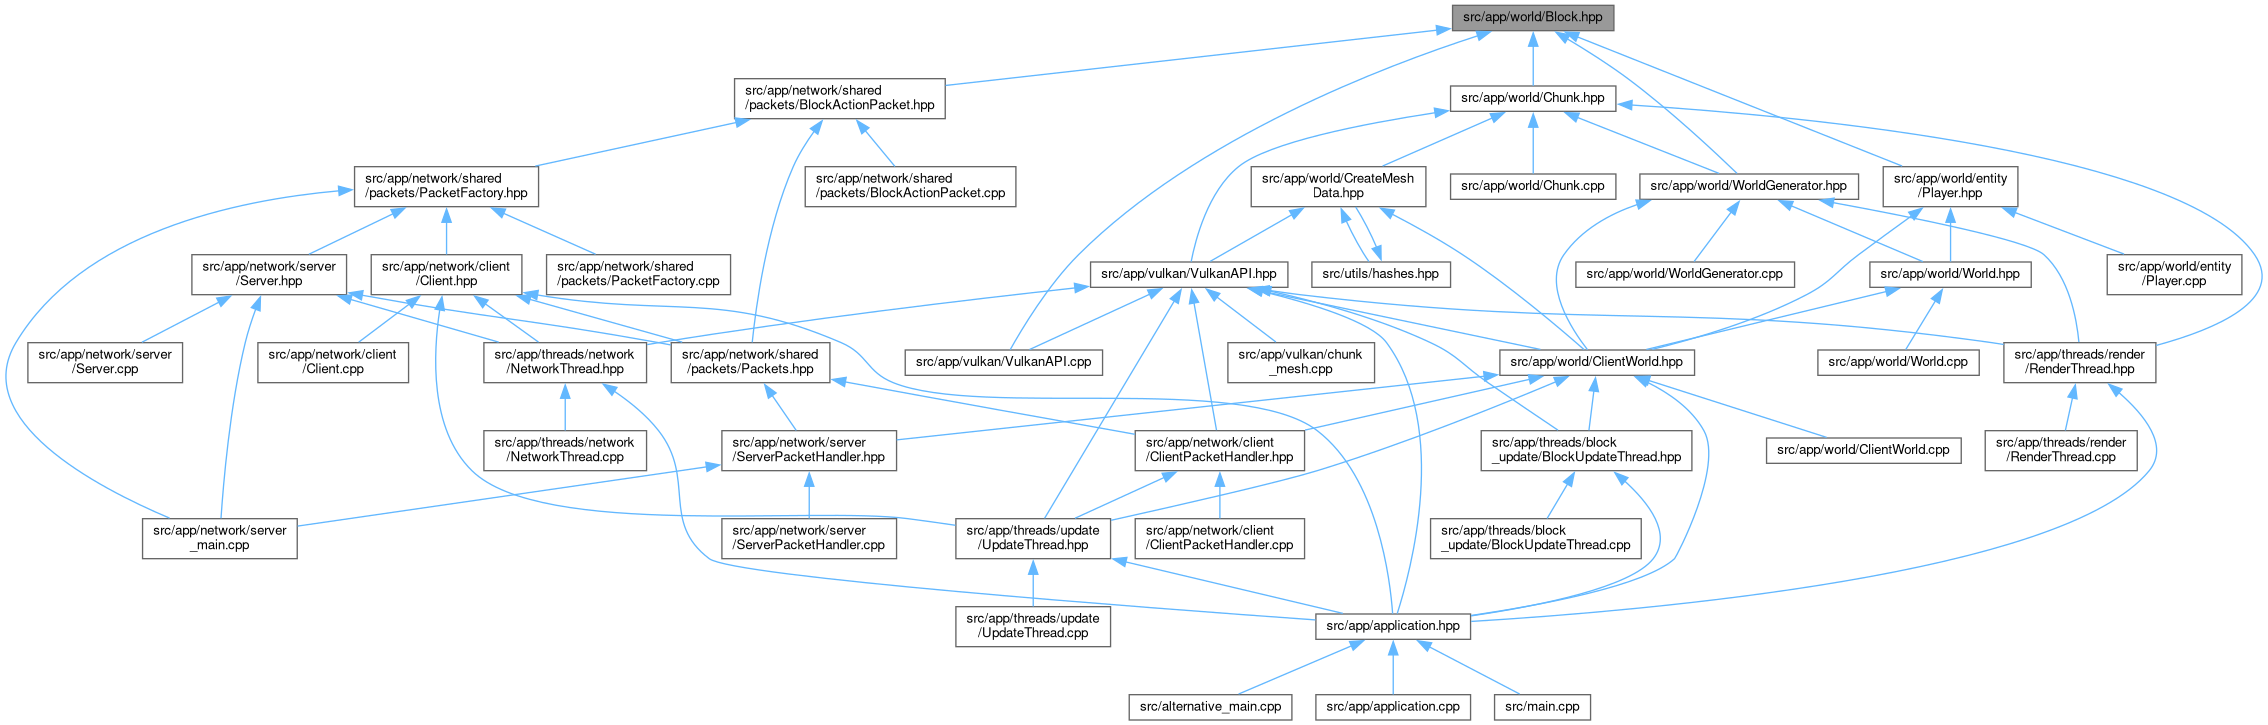 src/app/world/Block.hpp
src/app/network/shared
/packets/BlockActionPacket.hpp
src/app/world/Chunk.hpp
src/app/network/shared
/packets/PacketFactory.hpp
src/app/network/shared
/packets/BlockActionPacket.cpp
src/app/world/CreateMesh
Data.hpp
src/app/world/Chunk.cpp
src/app/world/WorldGenerator.hpp
src/app/world/entity
/Player.hpp
src/app/network/server
/Server.hpp
src/app/network/client
/Client.hpp
src/app/network/shared
/packets/PacketFactory.cpp
src/app/vulkan/VulkanAPI.hpp
src/utils/hashes.hpp
src/app/world/WorldGenerator.cpp
src/app/world/World.hpp
src/app/world/entity
/Player.cpp
src/app/network/server
/Server.cpp
src/app/network/client
/Client.cpp
src/app/threads/network
/NetworkThread.hpp
src/app/network/shared
/packets/Packets.hpp
src/app/vulkan/VulkanAPI.cpp
src/app/vulkan/chunk
_mesh.cpp
src/app/world/ClientWorld.hpp
src/app/world/World.cpp
src/app/threads/render
/RenderThread.hpp
src/app/threads/network
/NetworkThread.cpp
src/app/network/server
/ServerPacketHandler.hpp
src/app/network/client
/ClientPacketHandler.hpp
src/app/threads/block
_update/BlockUpdateThread.hpp
src/app/world/ClientWorld.cpp
src/app/threads/render
/RenderThread.cpp
src/app/network/server
_main.cpp
src/app/network/server
/ServerPacketHandler.cpp
src/app/threads/update
/UpdateThread.hpp
src/app/network/client
/ClientPacketHandler.cpp
src/app/threads/block
_update/BlockUpdateThread.cpp
src/app/threads/update
/UpdateThread.cpp
src/app/application.hpp
src/alternative_main.cpp
src/app/application.cpp
src/main.cpp